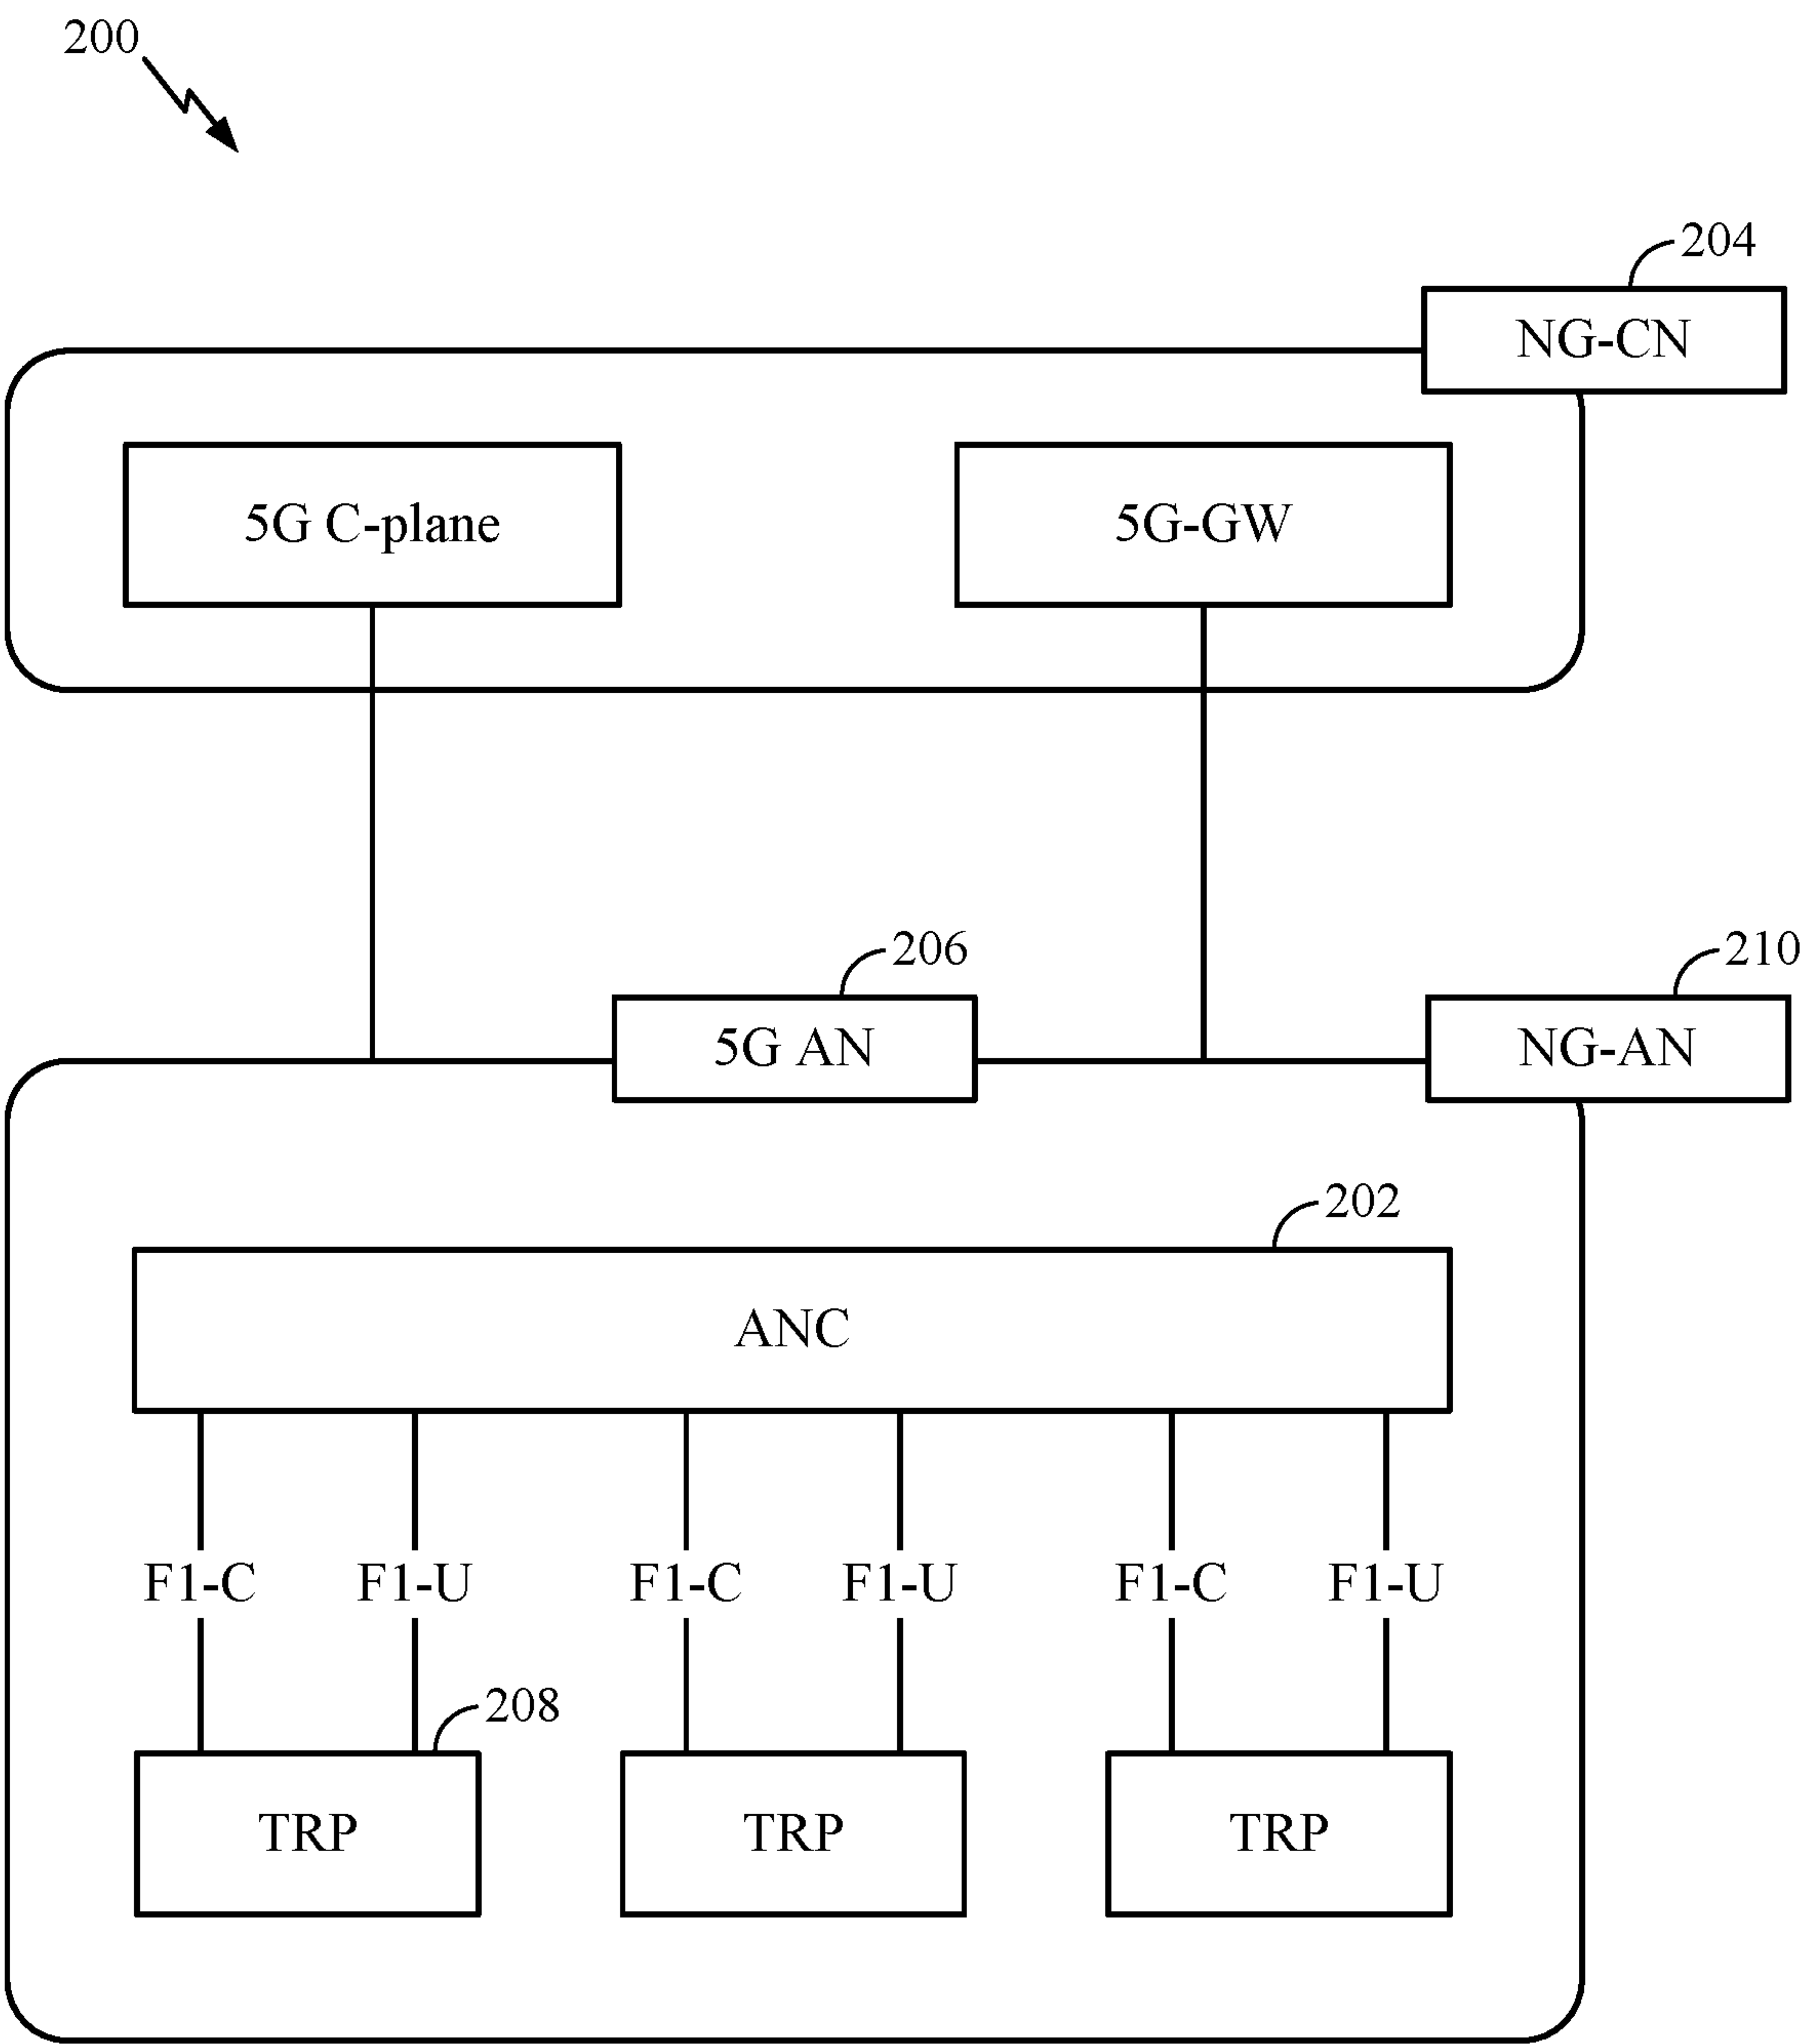 200
204
NG-CN
5G C-plane
5G-GW
206
210
5G AN
NG-AN
202
ANC
F1-C
F1-U
F1-C
F1-U
F1-C
F1-U
208
TRP
TRP
TRP